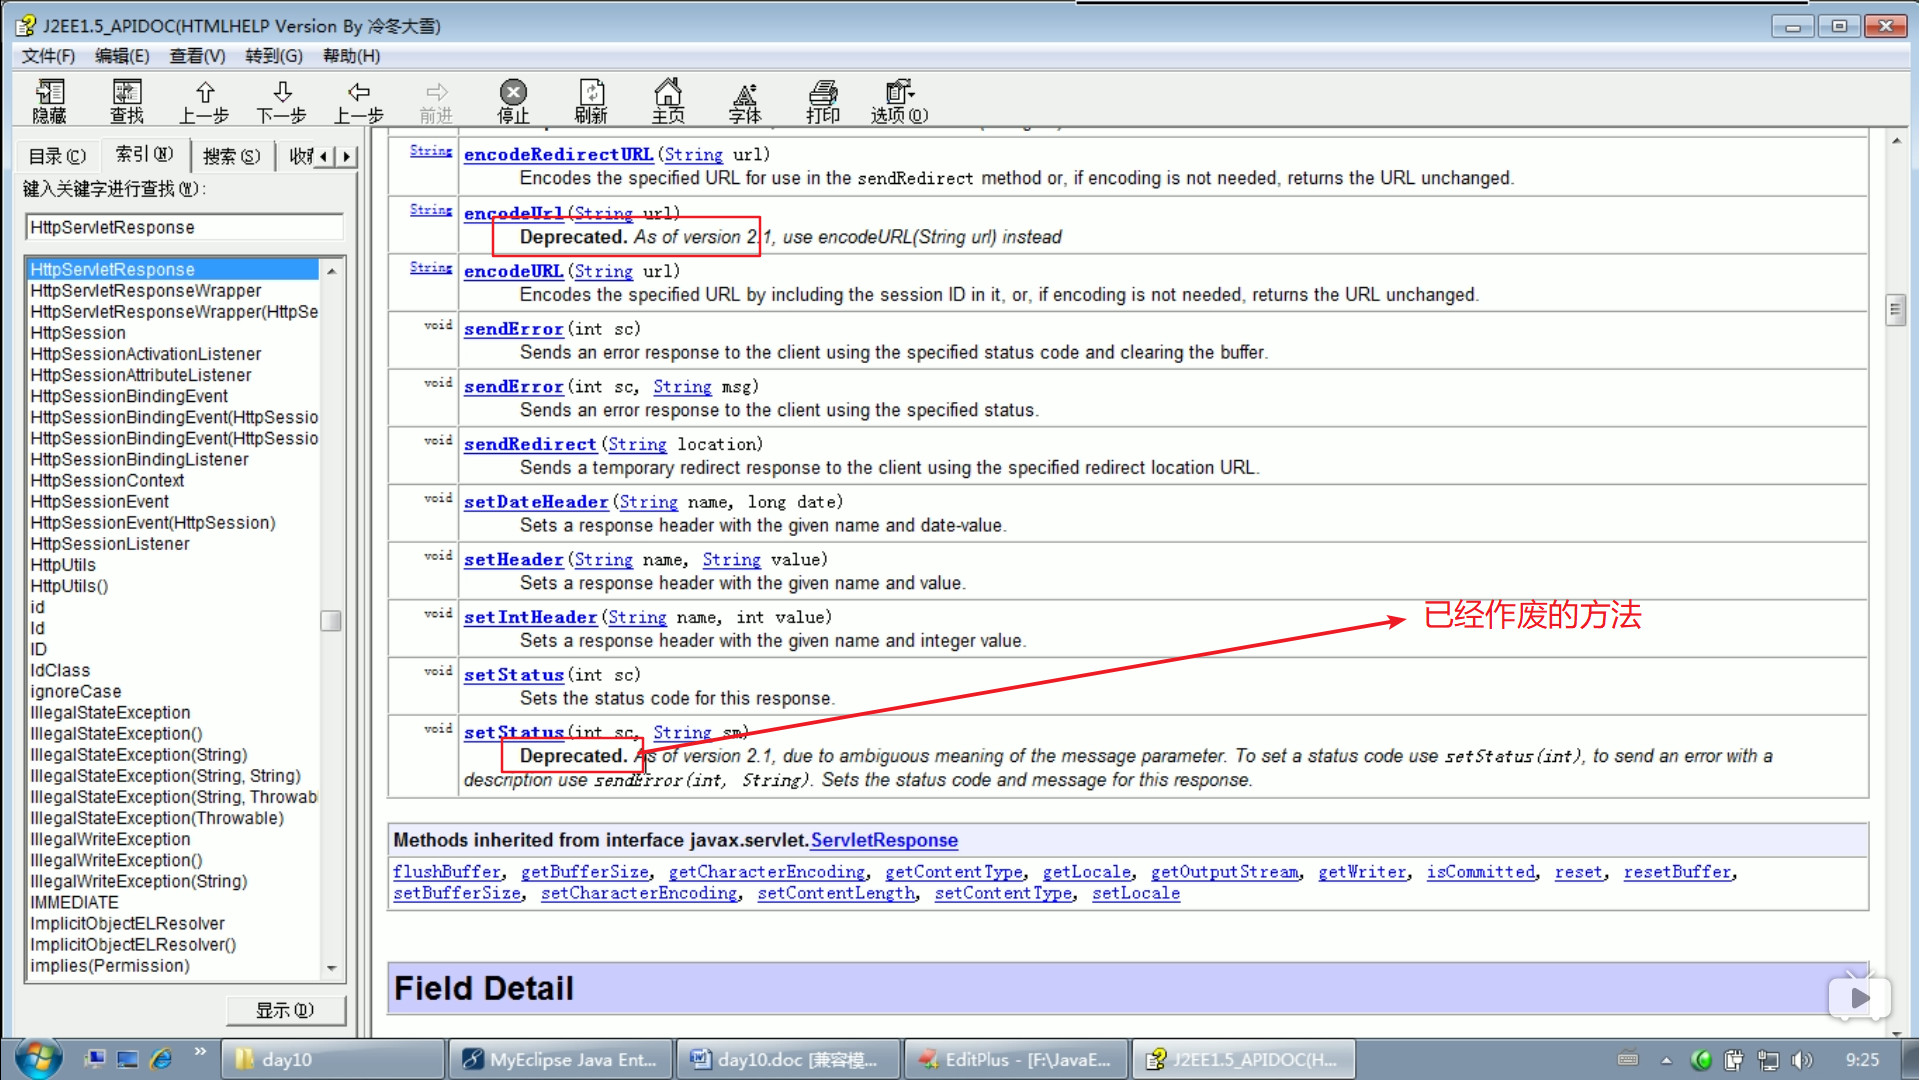 J2EE1.5_APIDOC(HTMLHELP Version By 冷冬大雪)
文件(F) 编辑(E) 查看(V) 转到(G) 帮助(H)
隐藏 查找 上一步 下一步 上一步 前进 停止 刷新 主页 字体 打印 选项(O)
目录(C) 索引(N) 搜索(S)
键入关键字进行查找(W):
HttpServletResponse
HttpServletResponse
HttpServletResponseWrapper
HttpServletResponseWrapper(HttpSe
HttpSession
HttpSessionActivationListener
HttpSessionAttributeListener
HttpSessionBindingEvent
HttpSessionBindingEvent(HttpSessio
HttpSessionBindingEvent(HttpSessio
HttpSessionBindingListener
HttpSessionContext
HttpSessionEvent
HttpSessionEvent(HttpSession)
HttpSessionListener
HttpUtils
HttpUtils()
id
Id
ID
IdClass
ignoreCase
IllegalStateException
IllegalStateException()
IllegalStateException(String)
IllegalStateException(String, String)
IllegalStateException(String, Throwabl
IllegalStateException(Throwable)
IllegalWriteException
IllegalWriteException()
IllegalWriteException(String)
IMMEDIATE
ImplicitObjectELResolver
ImplicitObjectELResolver()
implies(Permission)
显示(D)
String encodeRedirectURL(String url)
Encodes the specified URL for use in the sendRedirect method or, if encoding is not needed, returns the URL unchanged.
String encodeUrl(String url)
Deprecated. As of version 2.1, use encodeURL(String url) instead
String encodeURL(String url)
Encodes the specified URL by including the session ID in it, or, if encoding is not needed, returns the URL unchanged.
void sendError(int sc)
Sends an error response to the client using the specified status code and clearing the buffer.
void sendError(int sc, String msg)
Sends an error response to the client using the specified status.
void sendRedirect(String location)
Sends a temporary redirect response to the client using the specified redirect location URL.
void setDateHeader(String name, long date)
Sets a response header with the given name and date-value.
void setHeader(String name, String value)
Sets a response header with the given name and value.
void setIntHeader(String name, int value)
Sets a response header with the given name and integer value.
已经作废的方法
void setStatus(int sc)
Sets the status code for this response.
void setStatus(int sc, String sm)
Deprecated. As of version 2.1, due to ambiguous meaning of the message parameter. To set a status code use setStatus(int), to send an error with a
description use sendError(int, String). Sets the status code and message for this response.
Methods inherited from interface javax.servlet.ServletResponse
flushBuffer, getBufferSize, getCharacterEncoding, getContentType, getLocale, getOutputStream, getWriter, isCommitted, reset, resetBuffer,
setBufferSize, setCharacterEncoding, setContentLength, setContentType, setLocale
Field Detail
day10 MyEclipse Java Ent... day10.doc [兼容模... EditPlus - [F:\JavaE... J2EE1.5_APIDOC(H... 9:25